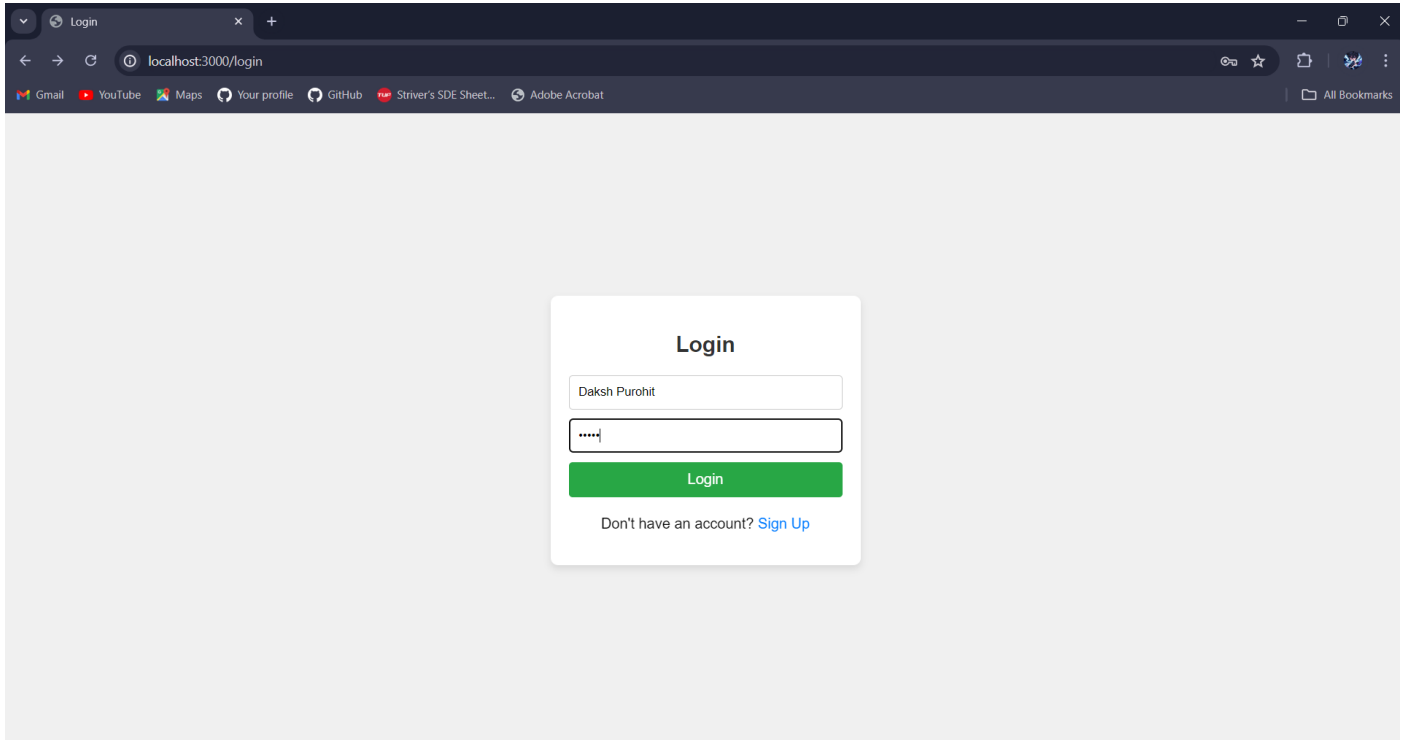 Login
localhost:3000/login
Gmail YouTube Maps Your profile GitHub Striver's SDE Sheet... Adobe Acrobat All Bookmarks
Login
Daksh Purohit
•••••
Login
Don't have an account? Sign Up